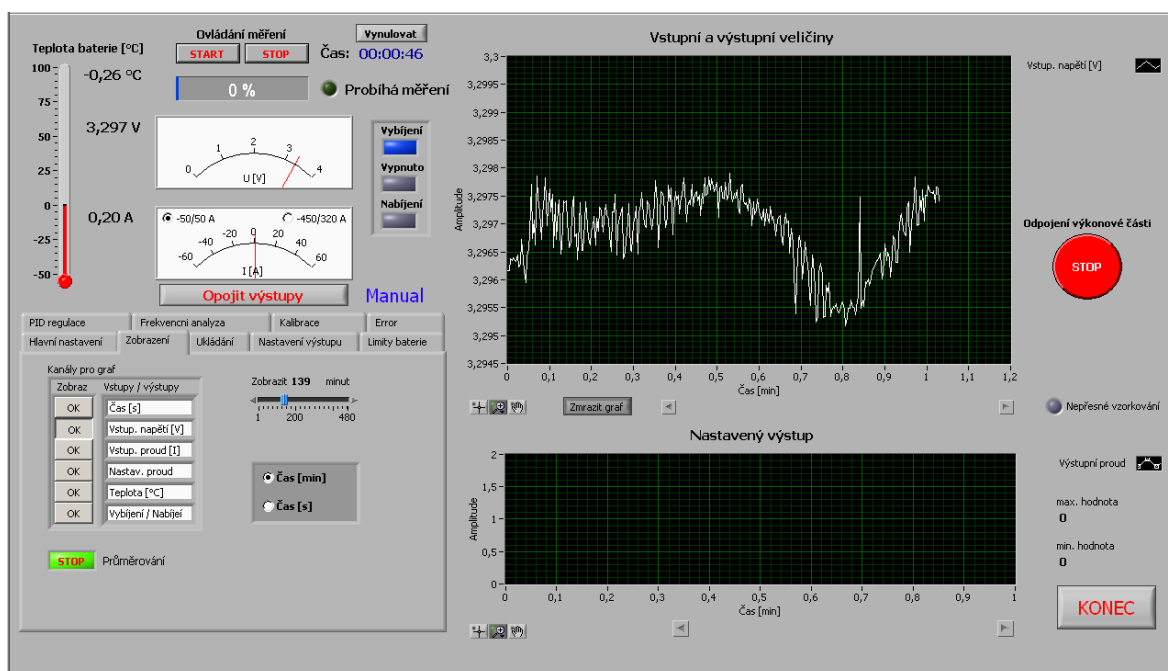 Teplota baterie [°C]
100
75
50
25
0
-25
-50
-0,26 °C
3,297 V
0,20 A
Ovládání měření
START STOP
Vynulovat
Čas: 00:00:46
0 %
Probíhá měření
0 1 2 3 4
U [V]
Vybíjení
Vypnuto
Nabíjení
-50/50 A -450/320 A
-60 -40 -20 0 20 40 60
I [A]
Opojit výstupy
Manual
PID regulace Frekvencni analyza Kalibrace Error
Hlavní nastavení Zobrazení Ukládání Nastavení výstupu Limity baterie
Kanály pro graf
Zobraz Vstupy / výstupy
OK Čas [s]
OK Vstup. napětí [V]
OK Vstup. proud [I]
OK Nastav. proud
OK Teplota [°C]
OK Vybíjení / Nabíjeí
Zobrazit 139 minut
1 200 480
Čas [min]
Čas [s]
STOP Průměrování
Vstupní a výstupní veličiny
Amplitude
3,3
3,2995
3,299
3,2985
3,298
3,2975
3,297
3,2965
3,296
3,2955
3,295
3,2945
0 0,1 0,2 0,3 0,4 0,5 0,6 0,7 0,8 0,9 1 1,1 1,2
Čas [min]
Zmrazit graf
Vstup. napětí [V]
Odpojení výkonové části
STOP
Nepřesné vzorkování
Nastavený výstup
Amplitude
2
1,5
1
0,5
0
0 0,1 0,2 0,3 0,4 0,5 0,6 0,7 0,8 0,9 1
Čas [min]
Výstupní proud
max. hodnota
0
min. hodnota
0
KONEC